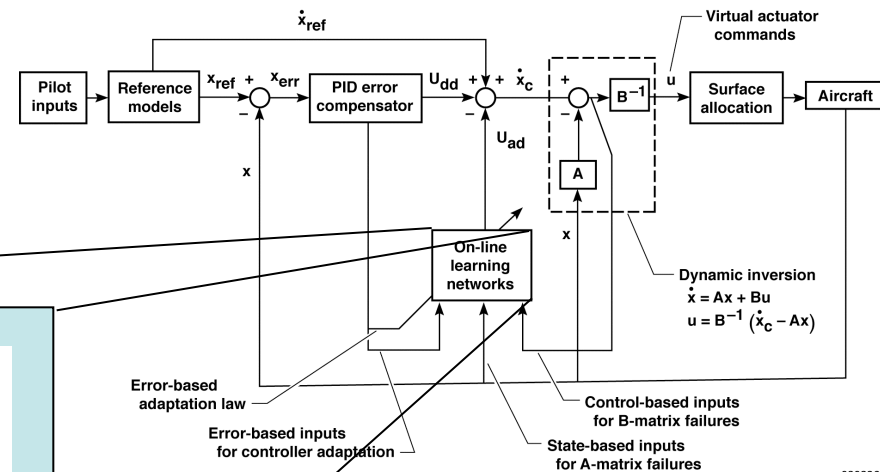 ẋref
Virtual actuator
commands
Pilot
inputs
Reference
models
xref
+
−
xerr
PID error
compensator
Udd
+
+
−
ẋc
+
−
B−1
u
Surface
allocation
Aircraft
Uad
A
x
x
On-line
learning
networks
Dynamic inversion
ẋ = Ax + Bu
u = B−1 (ẋc − Ax)
Error-based
adaptation law
Error-based inputs
for controller adaptation
Control-based inputs
for B-matrix failures
State-based inputs
for A-matrix failures